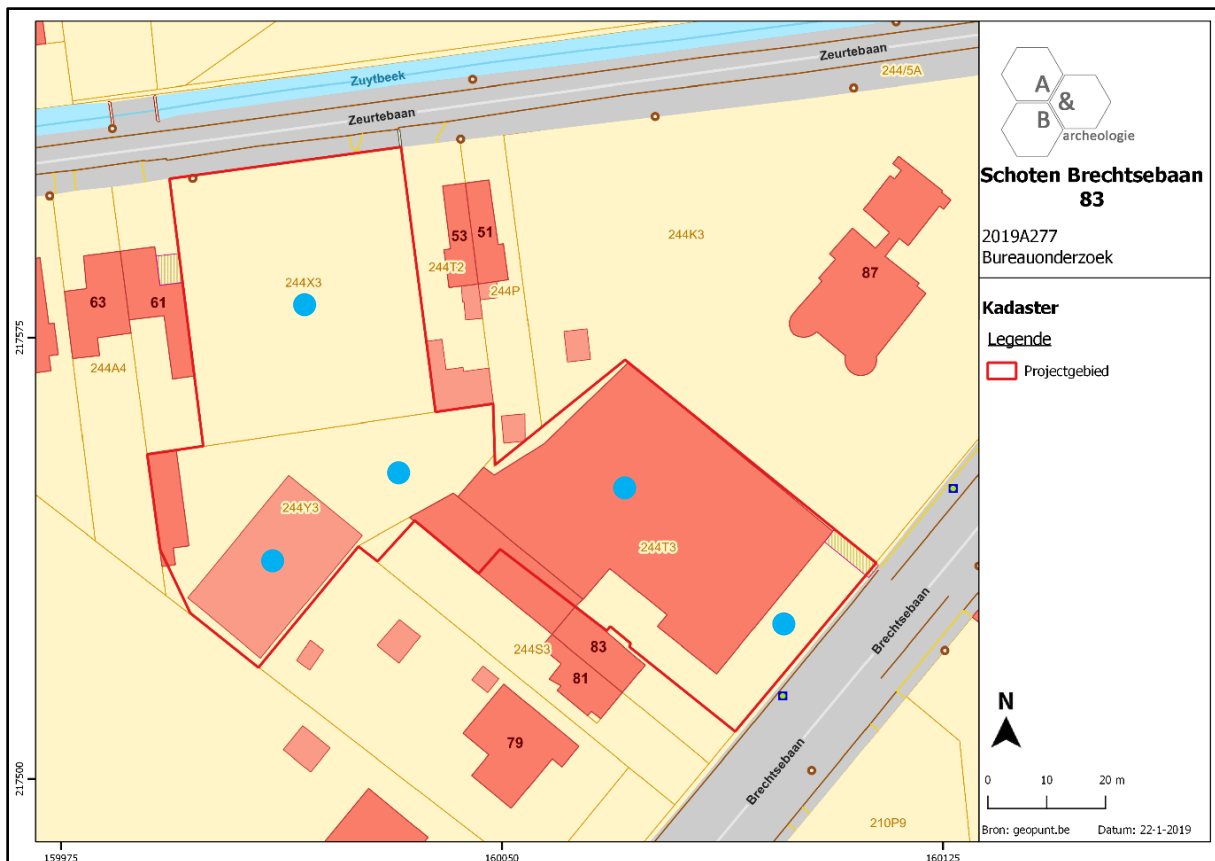 Zuytbeek
Zeurtebaan
244/5A
Zeurtebaan
53
51
244K3
244T2
244X3
87
244P
63
61
244A4
244Y3
244T3
244S3
83
81
79
Brechtsebaan
Brechtsebaan
210P9
217575
217500
159975
160050
160125
A
&
B
archeologie
Schoten Brechtsebaan
83
2019A277
Bureauonderzoek
Kadaster
Legende
Projectgebied
N
0 10 20 m
Bron: geopunt.be Datum: 22-1-2019